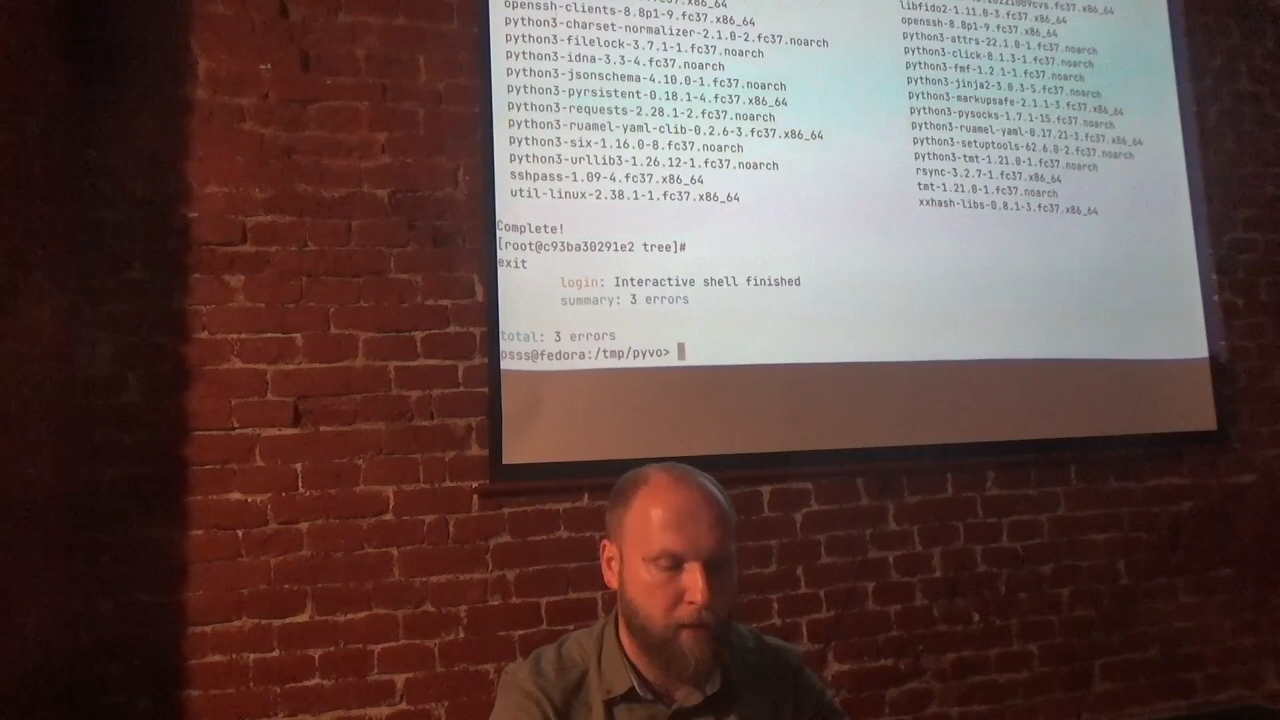 openssh-clients-8.8p1-9.fc37.x86_64
python3-charset-normalizer-2.1.0-2.fc37.noarch
python3-filelock-3.7.1-1.fc37.noarch
python3-idna-3.3-4.fc37.noarch
python3-jsonschema-4.10.0-1.fc37.noarch
python3-pyrsistent-0.18.1-4.fc37.x86_64
python3-requests-2.28.1-2.fc37.noarch
python3-ruamel-yaml-clib-0.2.6-3.fc37.x86_64
python3-six-1.16.0-8.fc37.noarch
python3-urllib3-1.26.12-1.fc37.noarch
sshpass-1.09-4.fc37.x86_64
util-linux-2.38.1-1.fc37.x86_64
libfido2-1.11.0-3.fc37.x86_64
openssh-8.8p1-9.fc37.x86_64
python3-attrs-22.1.0-1.fc37.noarch
python3-click-8.1.3-1.fc37.noarch
python3-fmf-1.2.1-1.fc37.noarch
python3-jinja2-3.0.3-5.fc37.noarch
python3-markupsafe-2.1.1-3.fc37.x86_64
python3-pysocks-1.7.1-15.fc37.noarch
python3-ruamel-yaml-0.17.21-3.fc37.x86_64
python3-setuptools-62.6.0-2.fc37.noarch
python3-tmt-1.21.0-1.fc37.noarch
rsync-3.2.7-1.fc37.x86_64
tmt-1.21.0-1.fc37.noarch
xxhash-libs-0.8.1-3.fc37.x86_64
Complete!
[root@c93ba30291e2 tree]#
exit
login: Interactive shell finished
summary: 3 errors
total: 3 errors
psss@fedora:/tmp/pyvo>